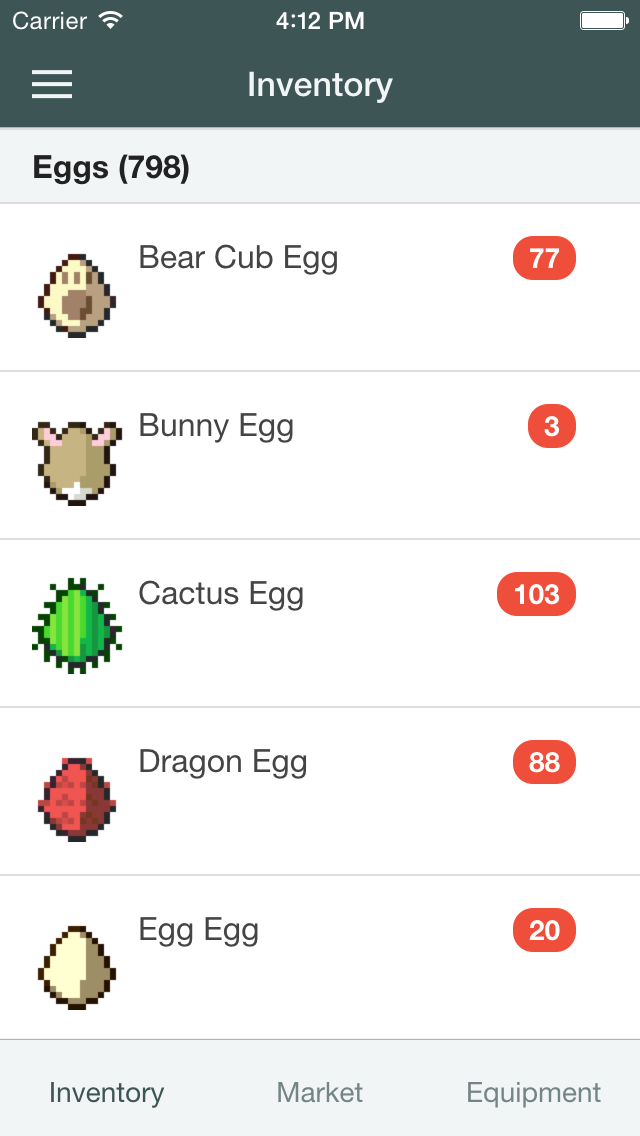 Carrier 4:12 PM
Inventory
Eggs (798)
Bear Cub Egg 77
Bunny Egg 3
Cactus Egg 103
Dragon Egg 88
Egg Egg 20
Inventory Market Equipment